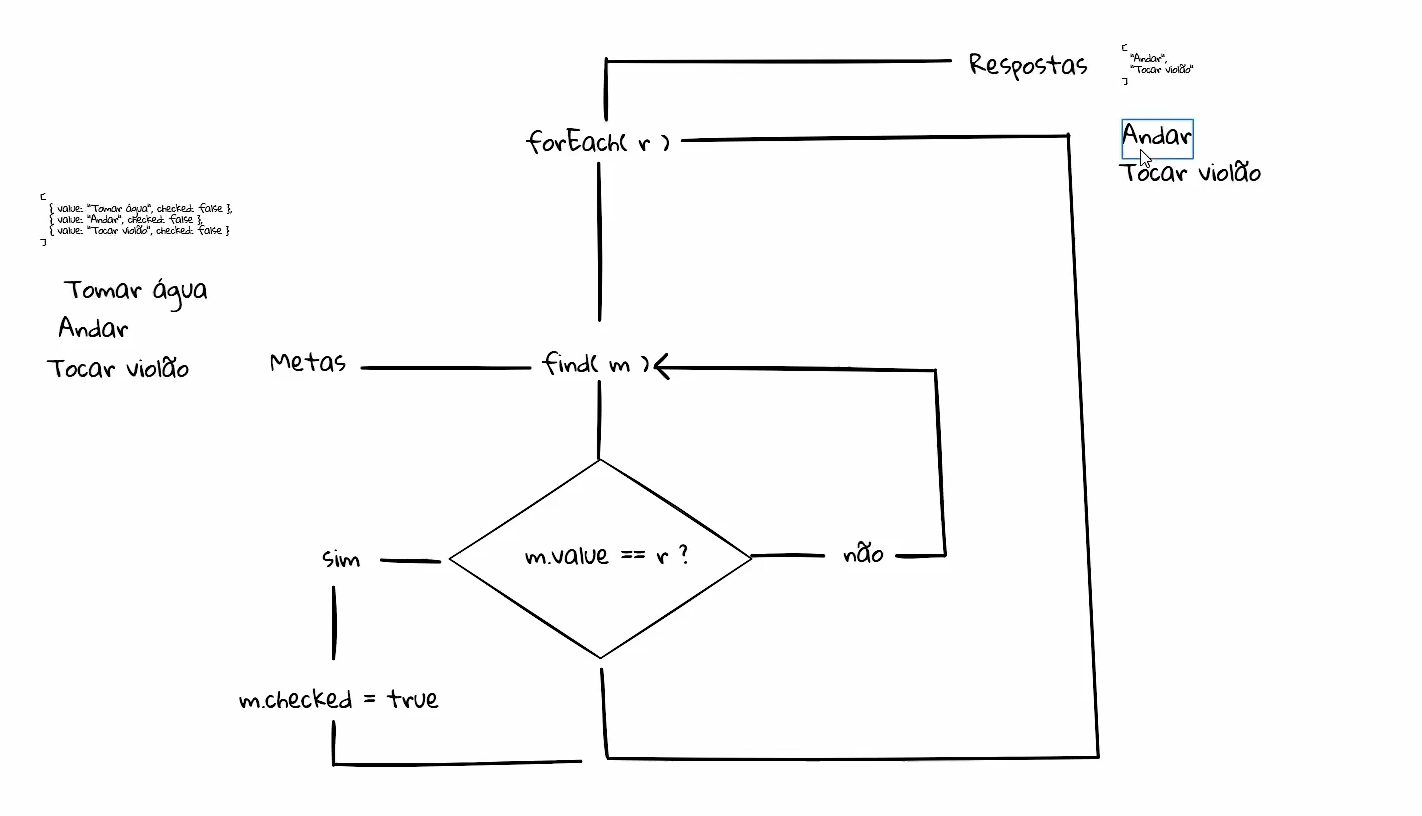 Respostas
[
"Andar",
"Tocar violão"
]
forEach( r )
Andar
Tocar violão
[
{ value: "Tomar água", checked: false },
{ value: "Andar", checked: false },
{ value: "Tocar violão", checked: false }
]
Tomar água
Andar
Tocar violão
Metas
find( m )
m.value == r ?
sim
não
m.checked = true